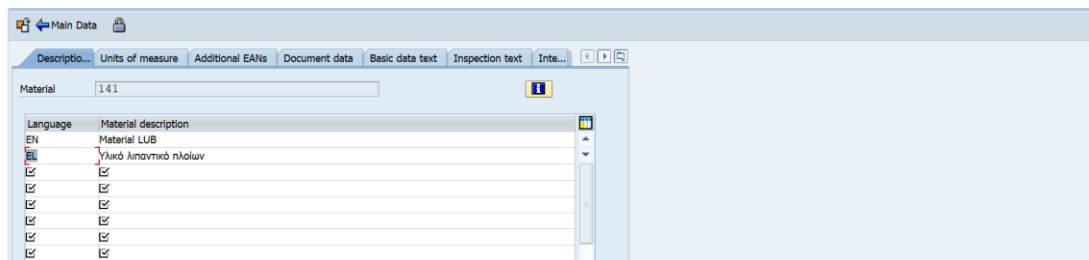 Main Data
Descriptio... Units of measure Additional EANs Document data Basic data text Inspection text Inte...
Material 141
Language Material description
EN Material LUB
EL Υλικό λιπαντικό πλοίων